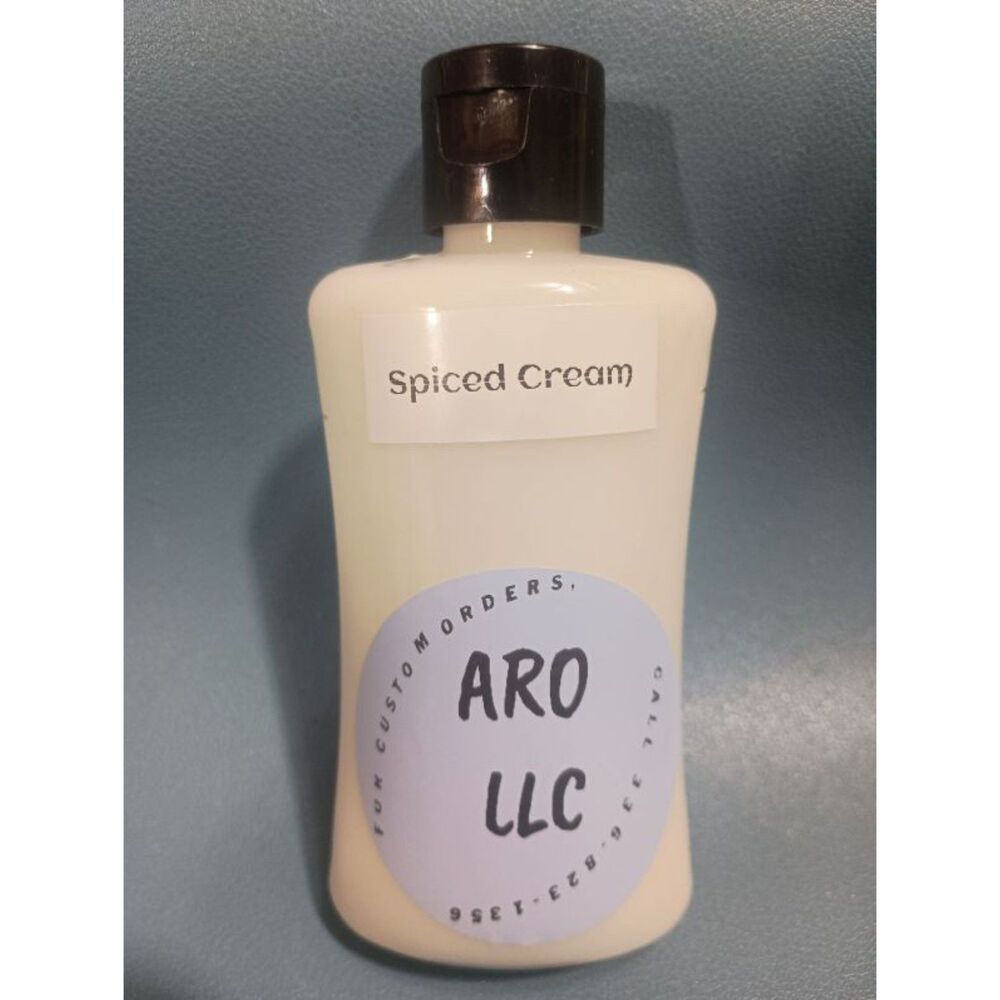 Spiced Cream
FOR CUSTOM ORDERS,
CALL 336-823-1356
ARO
LLC